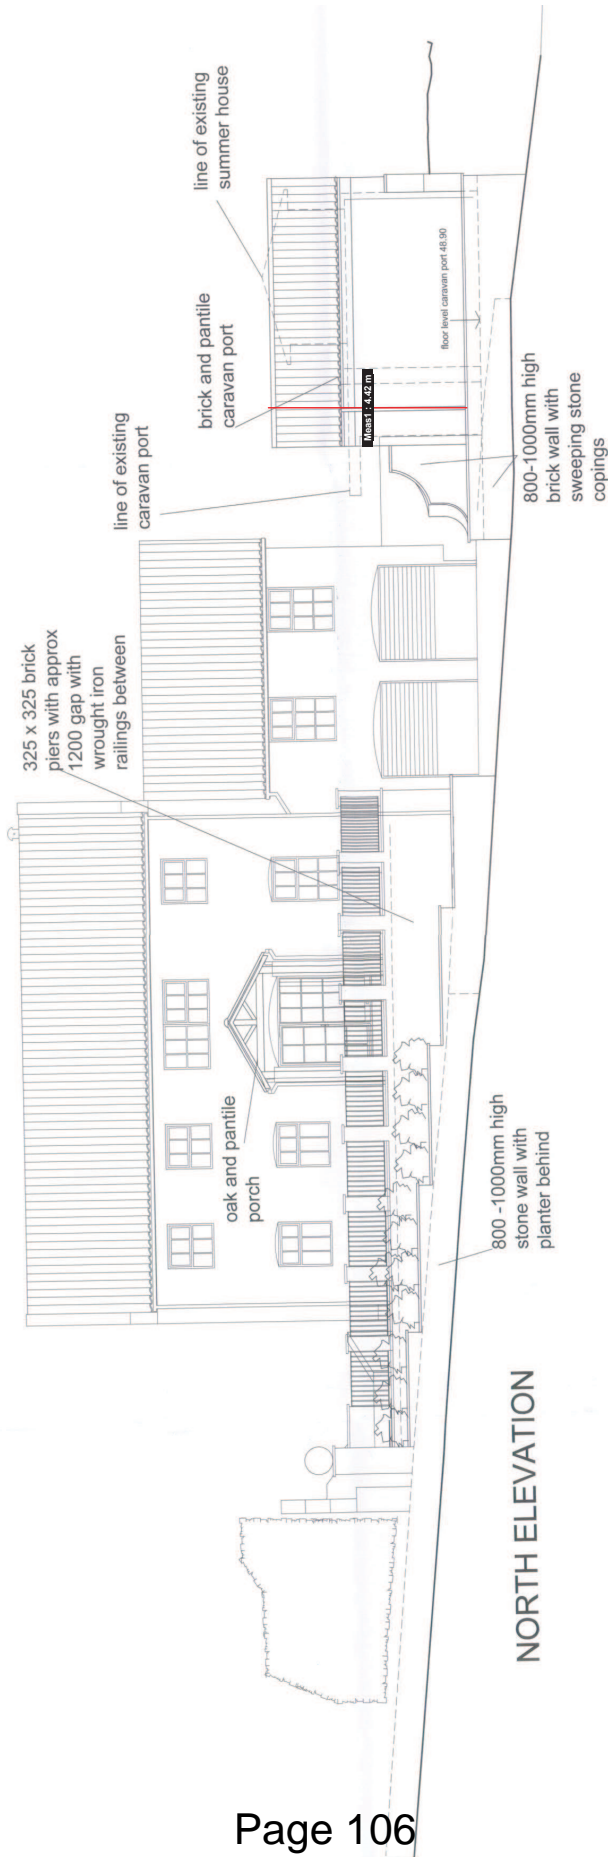 line of existing
summer house
brick and pantile
caravan port
line of existing
caravan port
325 x 325 brick
piers with approx
1200 gap with
wrought iron
railings between
floor level caravan port 48.90
Meas1 : 4.42 m
800-1000mm high
brick wall with
sweeping stone
copings
oak and pantile
porch
800 -1000mm high
stone wall with
planter behind
NORTH ELEVATION
Page 106